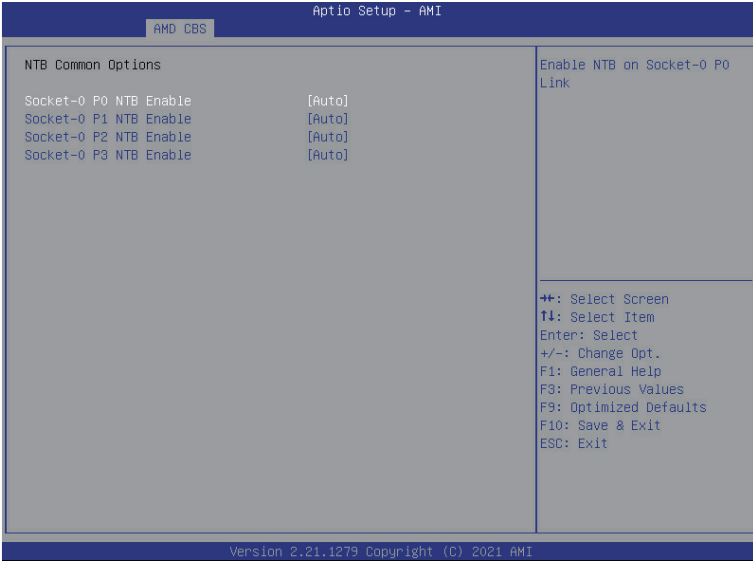 Aptio Setup – AMI
AMD CBS
NTB Common Options
Socket-0 P0 NTB Enable [Auto]
Socket-0 P1 NTB Enable [Auto]
Socket-0 P2 NTB Enable [Auto]
Socket-0 P3 NTB Enable [Auto]
Enable NTB on Socket-0 P0
Link
→←: Select Screen
↑↓: Select Item
Enter: Select
+/-: Change Opt.
F1: General Help
F3: Previous Values
F9: Optimized Defaults
F10: Save & Exit
ESC: Exit
Version 2.21.1279 Copyright (C) 2021 AMI